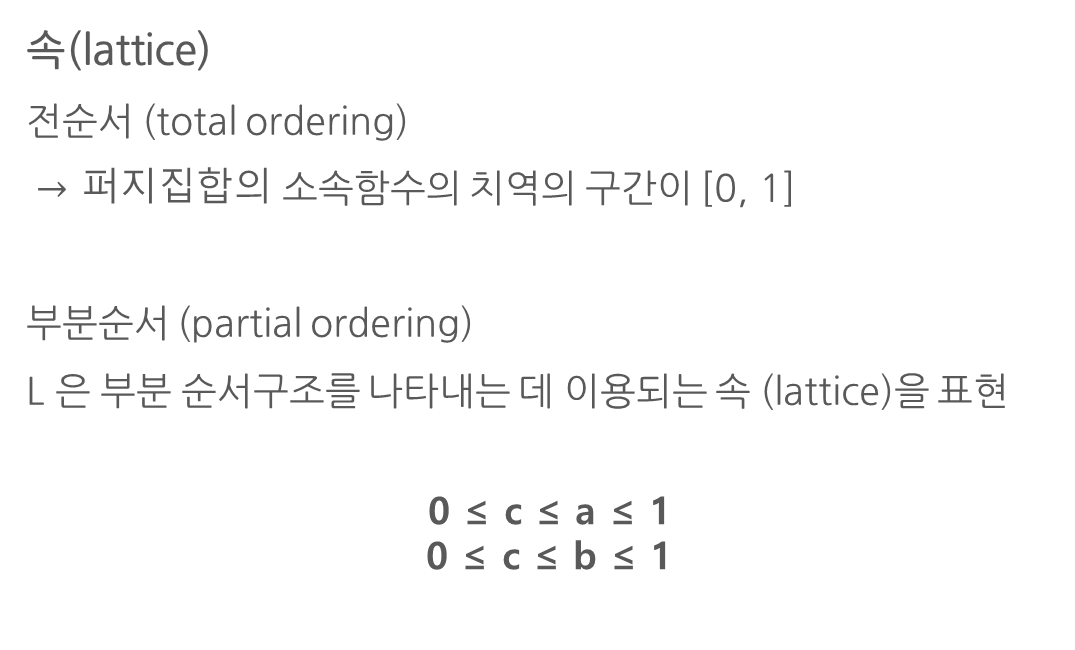 속(lattice)
전순서 (total ordering)
→ 퍼지집합의 소속함수의 치역의 구간이 [0, 1]
부분순서 (partial ordering)
L 은 부분 순서구조를 나타내는 데 이용되는 속 (lattice)을 표현
0 ≤ c ≤ a ≤ 1
0 ≤ c ≤ b ≤ 1